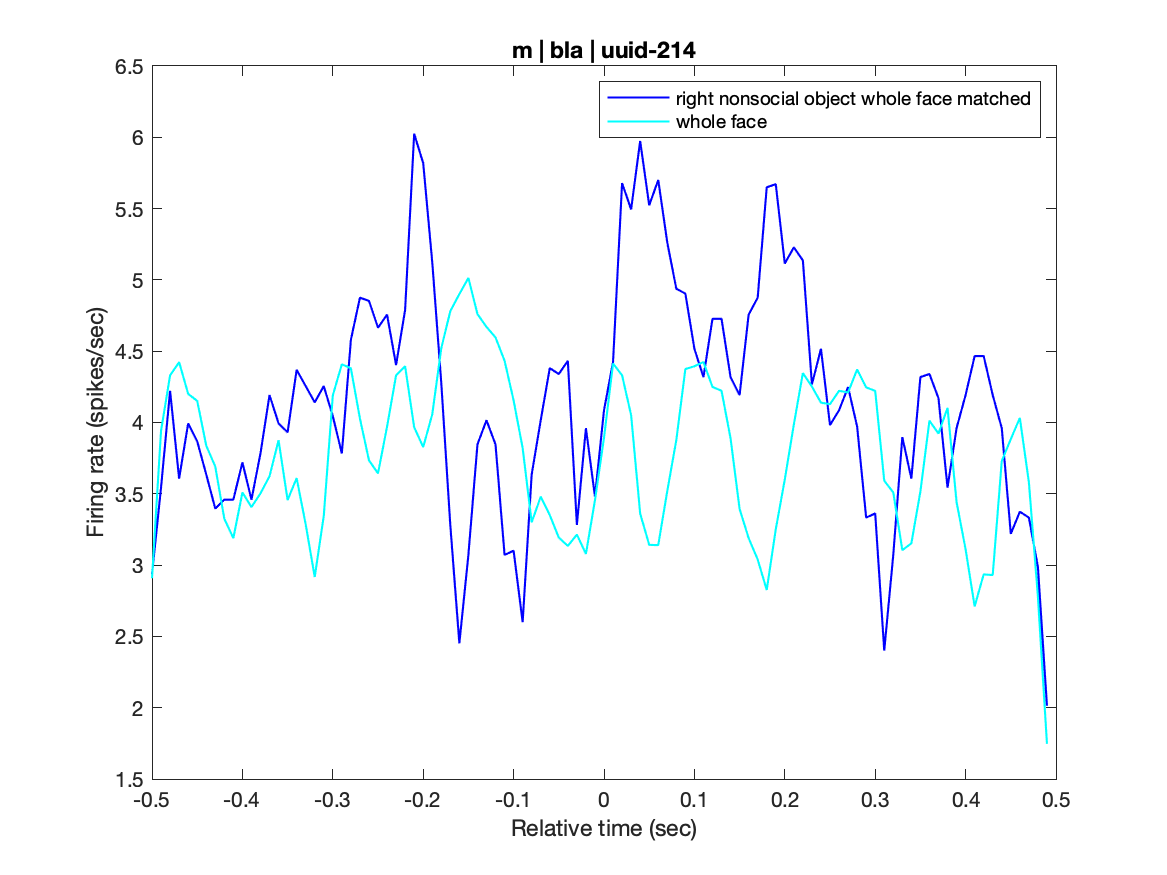 m | bla | uuid-214
right nonsocial object whole face matched
whole face
Firing rate (spikes/sec)
6.5
6
5.5
5
4.5
4
3.5
3
2.5
2
1.5
-0.5 -0.4 -0.3 -0.2 -0.1 0 0.1 0.2 0.3 0.4 0.5
Relative time (sec)